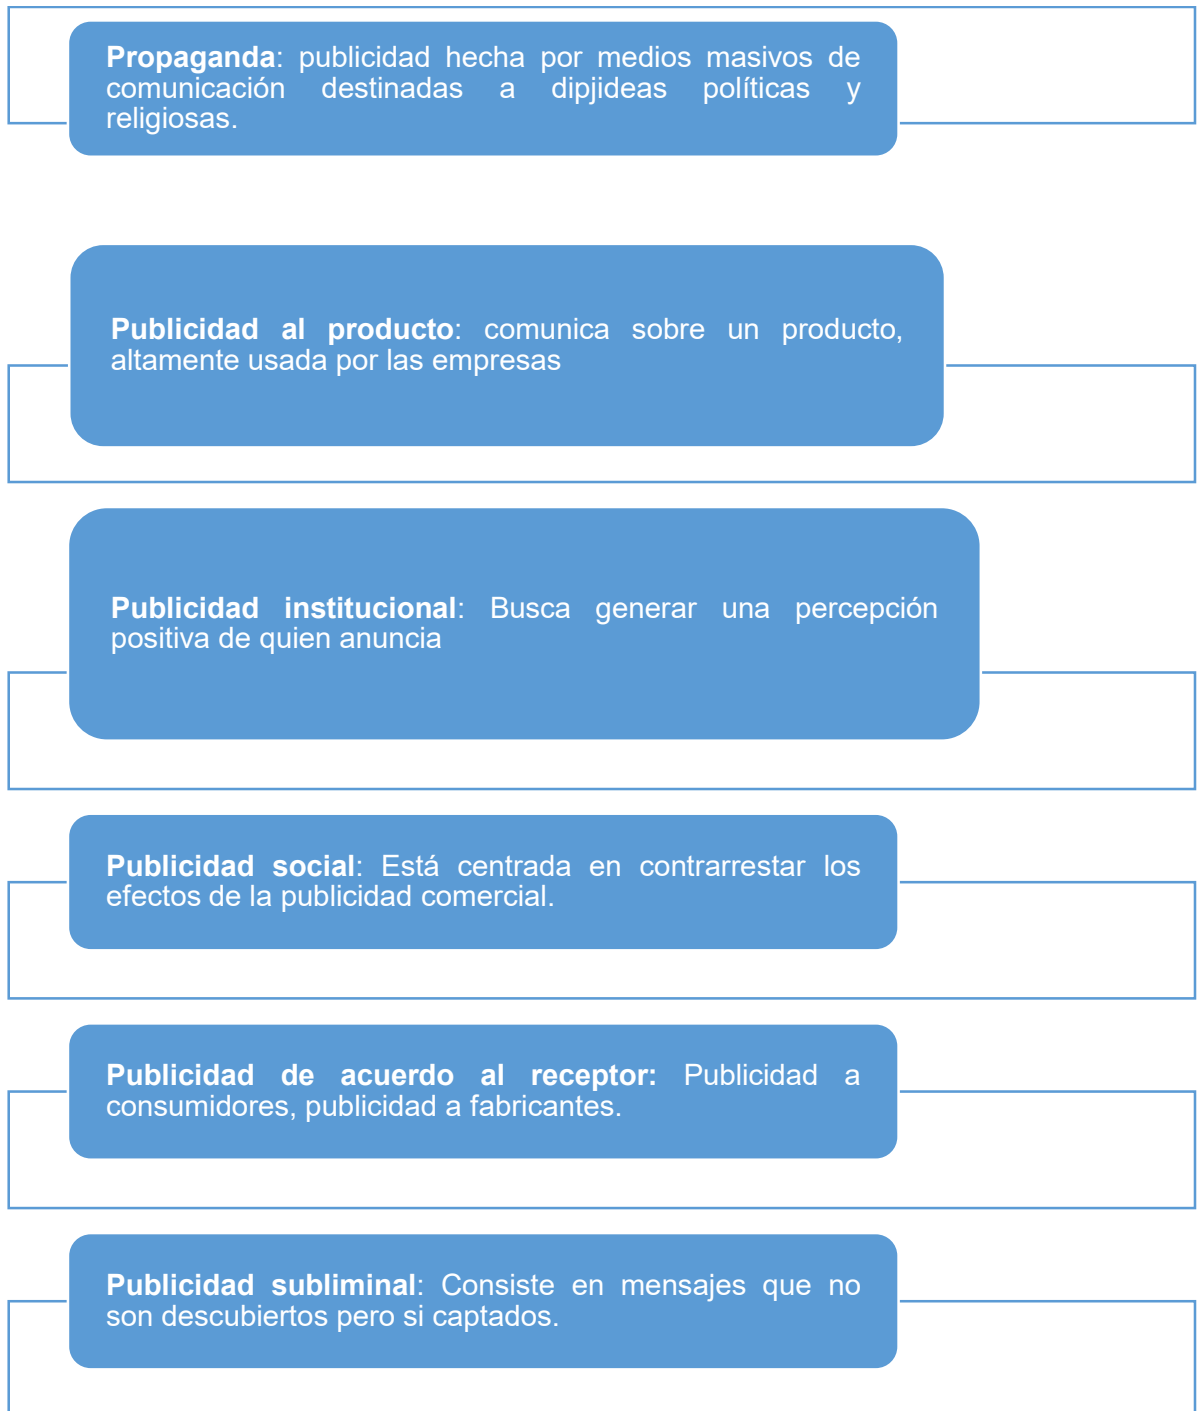 Propaganda: publicidad hecha por medios masivos de
comunicación destinadas a dipjideas políticas y
religiosas.
Publicidad al producto: comunica sobre un producto,
altamente usada por las empresas
Publicidad institucional: Busca generar una percepción
positiva de quien anuncia
Publicidad social: Está centrada en contrarrestar los
efectos de la publicidad comercial.
Publicidad de acuerdo al receptor: Publicidad a
consumidores, publicidad a fabricantes.
Publicidad subliminal: Consiste en mensajes que no
son descubiertos pero si captados.